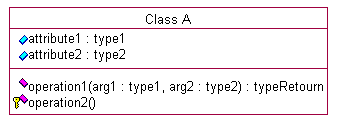 Class A
attribute1 : type1
attribute2 : type2
operation1(arg1 : type1, arg2 : type2) : typeRetourn
operation2()